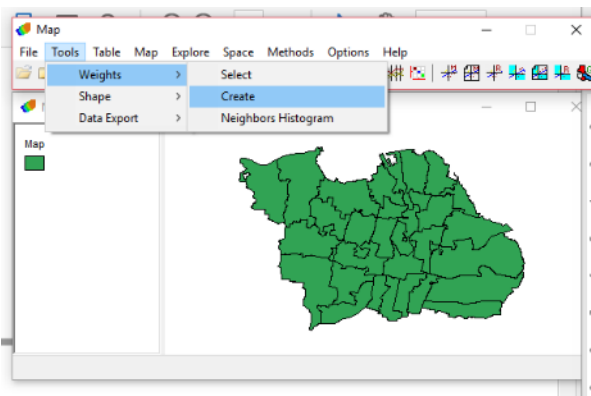 Map
File Tools Table Map Explore Space Methods Options Help
Weights > Select
Shape > Create
Data Export > Neighbors Histogram
Map